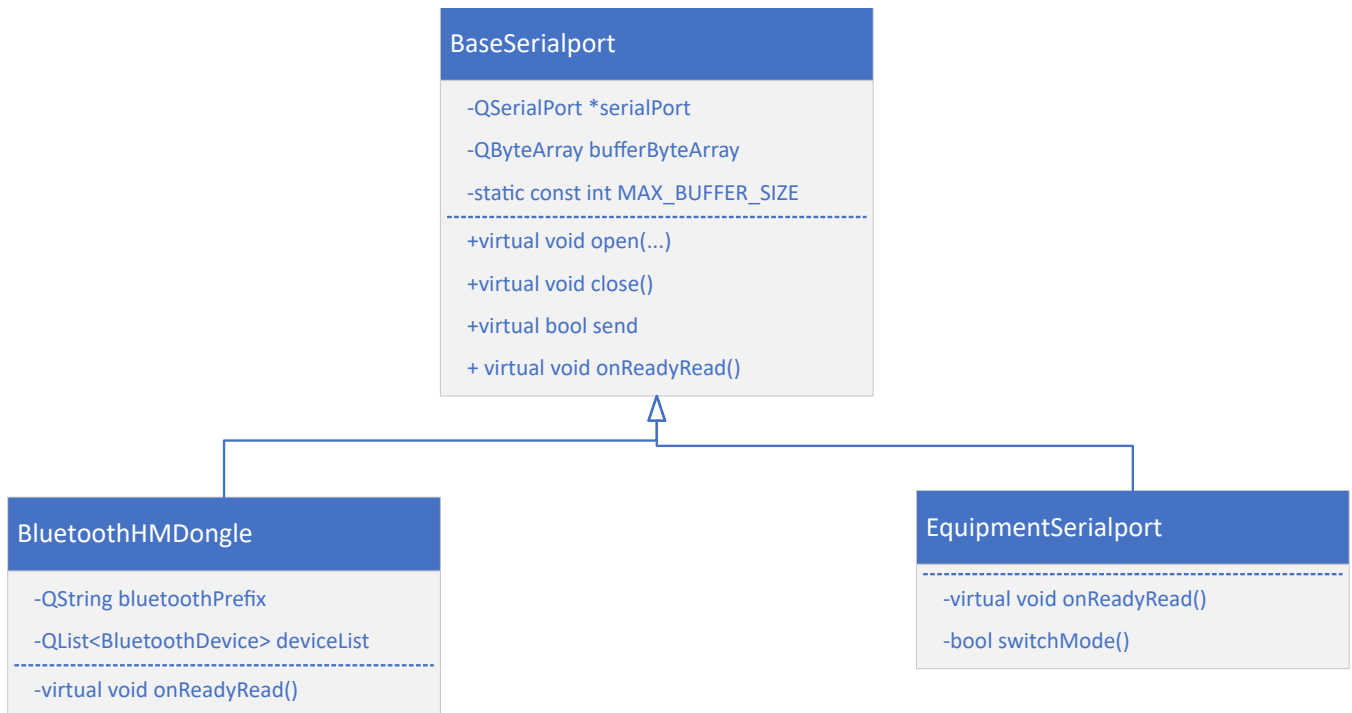 BaseSerialport
-QSerialPort *serialPort
-QByteArray bufferByteArray
-static const int MAX_BUFFER_SIZE
+virtual void open(...)
+virtual void close()
+virtual bool send
+ virtual void onReadyRead()
BluetoothHMDongle
-QString bluetoothPrefix
-QList<BluetoothDevice> deviceList
-virtual void onReadyRead()
EquipmentSerialport
-virtual void onReadyRead()
-bool switchMode()